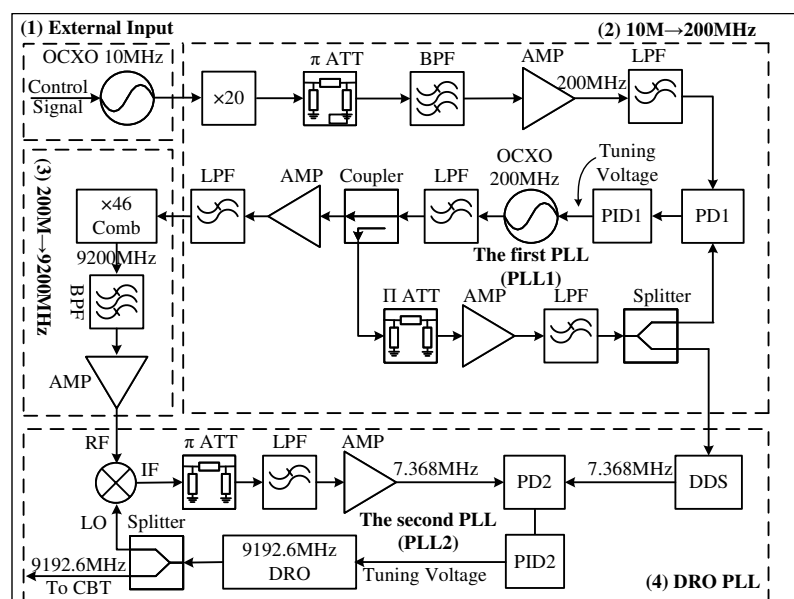 (1) External Input
(2) 10M→200MHz
OCXO 10MHz
Control
Signal
×20
π ATT
BPF
AMP
200MHz
LPF
(3) 200M→9200MHz
×46
Comb
LPF
AMP
Coupler
LPF
OCXO
200MHz
Tuning
Voltage
PID1
PD1
9200MHz
BPF
The first PLL
(PLL1)
Π ATT
AMP
LPF
Splitter
AMP
RF
IF
LO
π ATT
LPF
AMP
7.368MHz
PD2
7.368MHz
DDS
Splitter
The second PLL
(PLL2)
9192.6MHz
DRO
Tuning Voltage
PID2
9192.6MHz
To CBT
(4) DRO PLL